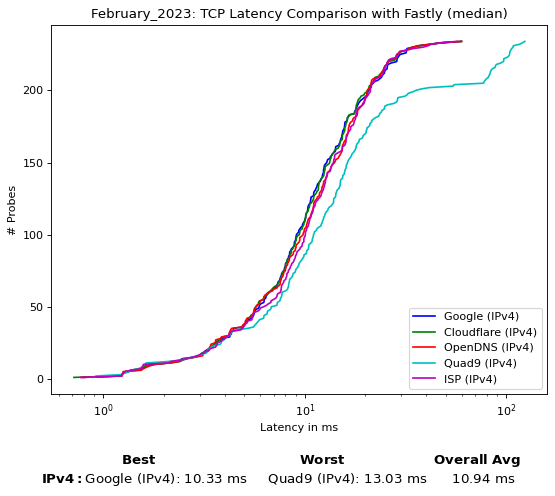 February_2023: TCP Latency Comparison with Fastly (median)
200
150
100
50
0
# Probes
Google (IPv4)
Cloudflare (IPv4)
OpenDNS (IPv4)
Quad9 (IPv4)
ISP (IPv4)
10⁰ 10¹ 10²
Latency in ms
Best Worst Overall Avg
IPv4: Google (IPv4): 10.33 ms Quad9 (IPv4): 13.03 ms 10.94 ms